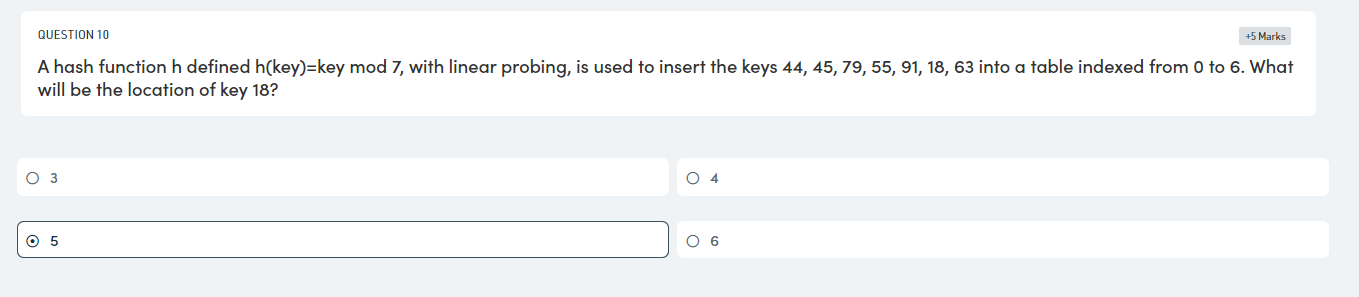 QUESTION 10
+5 Marks
A hash function h defined h(key)=key mod 7, with linear probing, is used to insert the keys 44, 45, 79, 55, 91, 18, 63 into a table indexed from 0 to 6. What
will be the location of key 18?
3
4
5
6